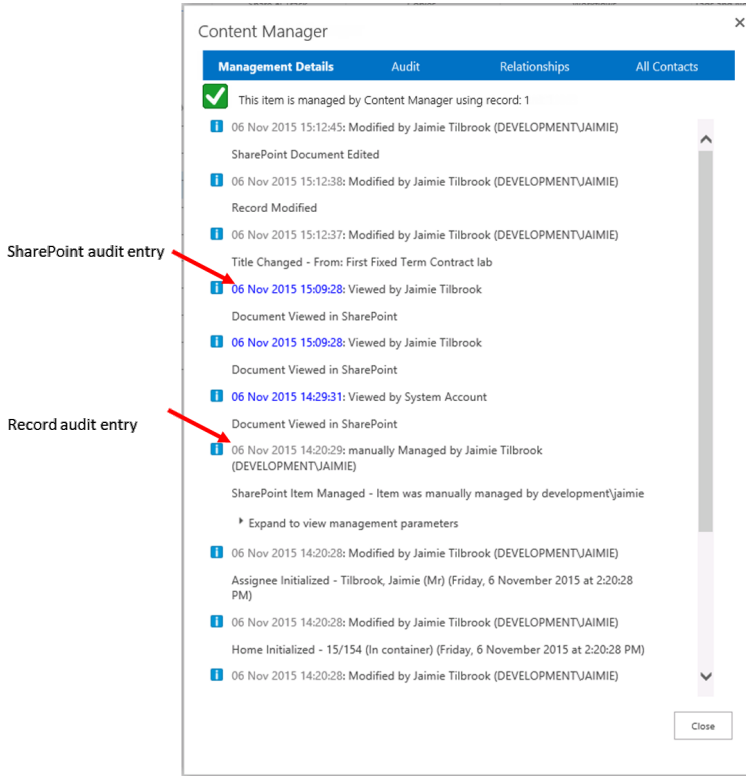 Content Manager
Management Details Audit Relationships All Contacts
This item is managed by Content Manager using record: 1
06 Nov 2015 15:12:45: Modified by Jaimie Tilbrook (DEVELOPMENT\JAIMIE)
SharePoint Document Edited
06 Nov 2015 15:12:38: Modified by Jaimie Tilbrook (DEVELOPMENT\JAIMIE)
Record Modified
06 Nov 2015 15:12:37: Modified by Jaimie Tilbrook (DEVELOPMENT\JAIMIE)
SharePoint audit entry
Title Changed - From: First Fixed Term Contract lab
06 Nov 2015 15:09:28: Viewed by Jaimie Tilbrook
Document Viewed in SharePoint
06 Nov 2015 15:09:28: Viewed by Jaimie Tilbrook
Document Viewed in SharePoint
06 Nov 2015 14:29:31: Viewed by System Account
Record audit entry
Document Viewed in SharePoint
06 Nov 2015 14:20:29: manually Managed by Jaimie Tilbrook
(DEVELOPMENT\JAIMIE)
SharePoint Item Managed - Item was manually managed by development\jaimie
Expand to view management parameters
06 Nov 2015 14:20:28: Modified by Jaimie Tilbrook (DEVELOPMENT\JAIMIE)
Assignee Initialized - Tilbrook, Jaimie (Mr) (Friday, 6 November 2015 at 2:20:28
PM)
06 Nov 2015 14:20:28: Modified by Jaimie Tilbrook (DEVELOPMENT\JAIMIE)
Home Initialized - 15/154 (In container) (Friday, 6 November 2015 at 2:20:28 PM)
06 Nov 2015 14:20:28: Modified by Jaimie Tilbrook (DEVELOPMENT\JAIMIE)
Close